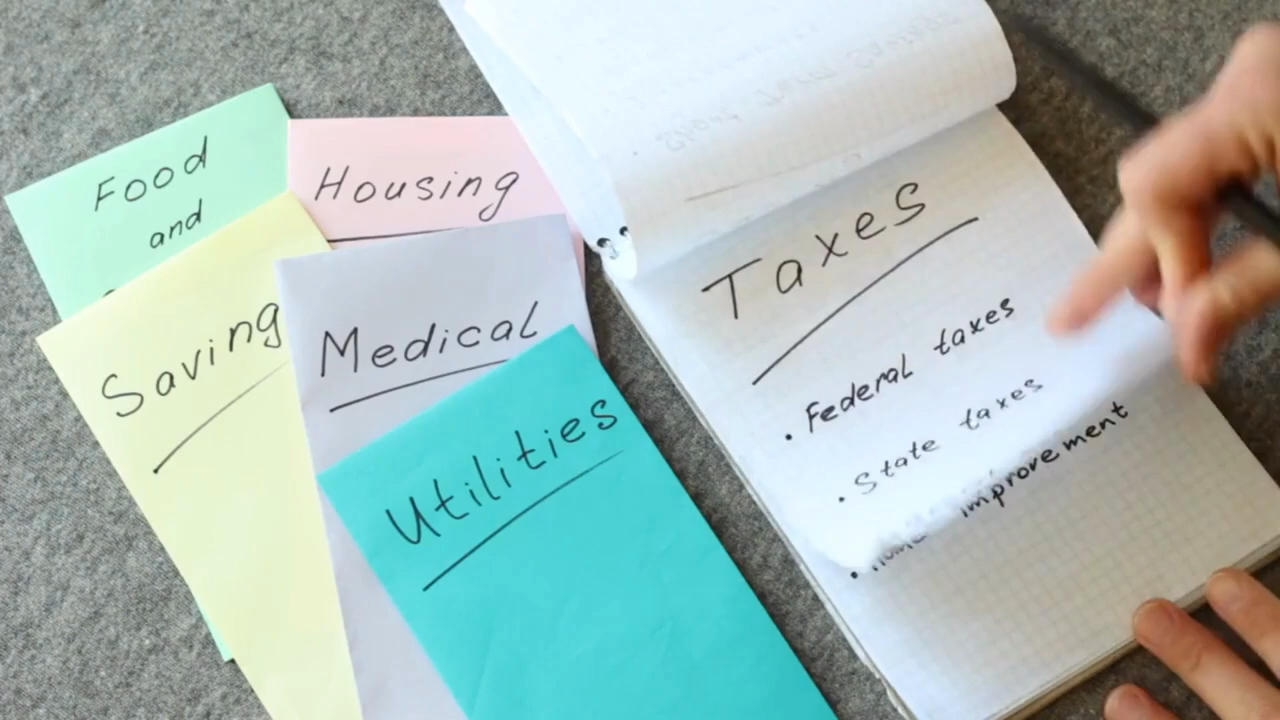 Food
and
Housing
Saving
Medical
Utilities
Taxes
• Federal taxes
• State taxes
• improvement